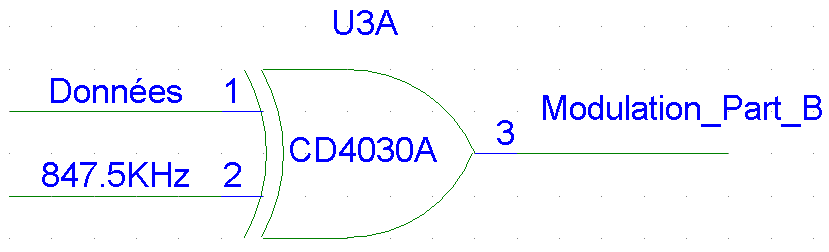 U3A
Données 1
847.5KHz 2
CD4030A
3
Modulation_Part_B